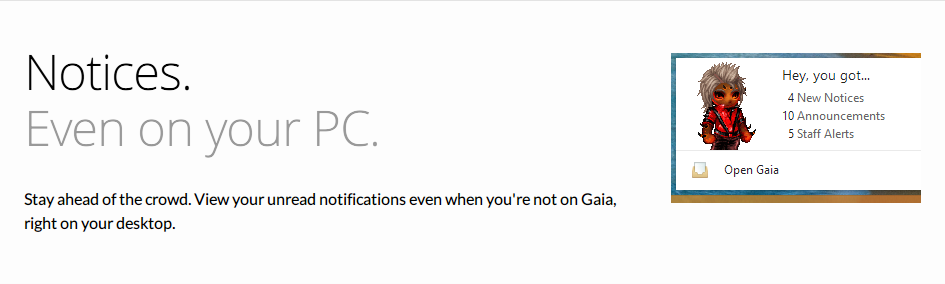 Notices.
Even on your PC.
Stay ahead of the crowd. View your unread notifications even when you're not on Gaia,
right on your desktop.
Hey, you got...
4 New Notices
10 Announcements
5 Staff Alerts
Open Gaia